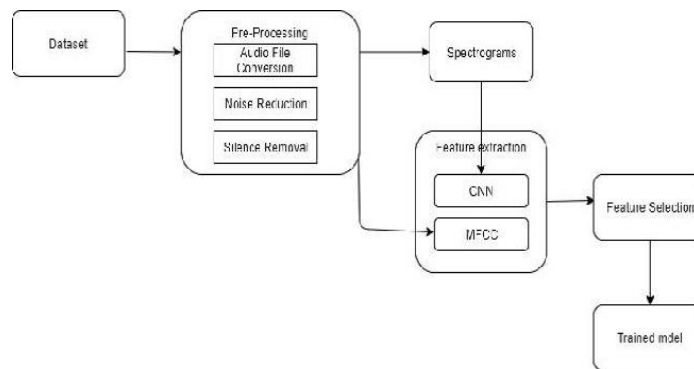 Dataset
Pre-Processing
Audio File
Conversion
Noise Reduction
Silence Removal
Spectrograms
Feature extraction
CNN
MFCC
Feature Selection
Trained mdel